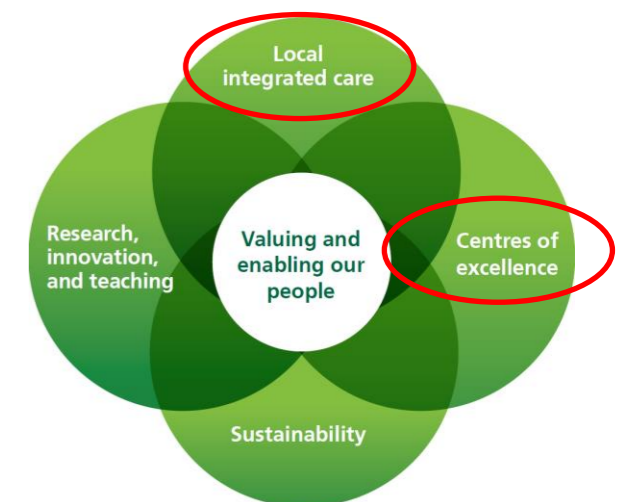 Local
integrated care
Research,
innovation,
and teaching
Valuing and
enabling our
people
Centres of
excellence
Sustainability